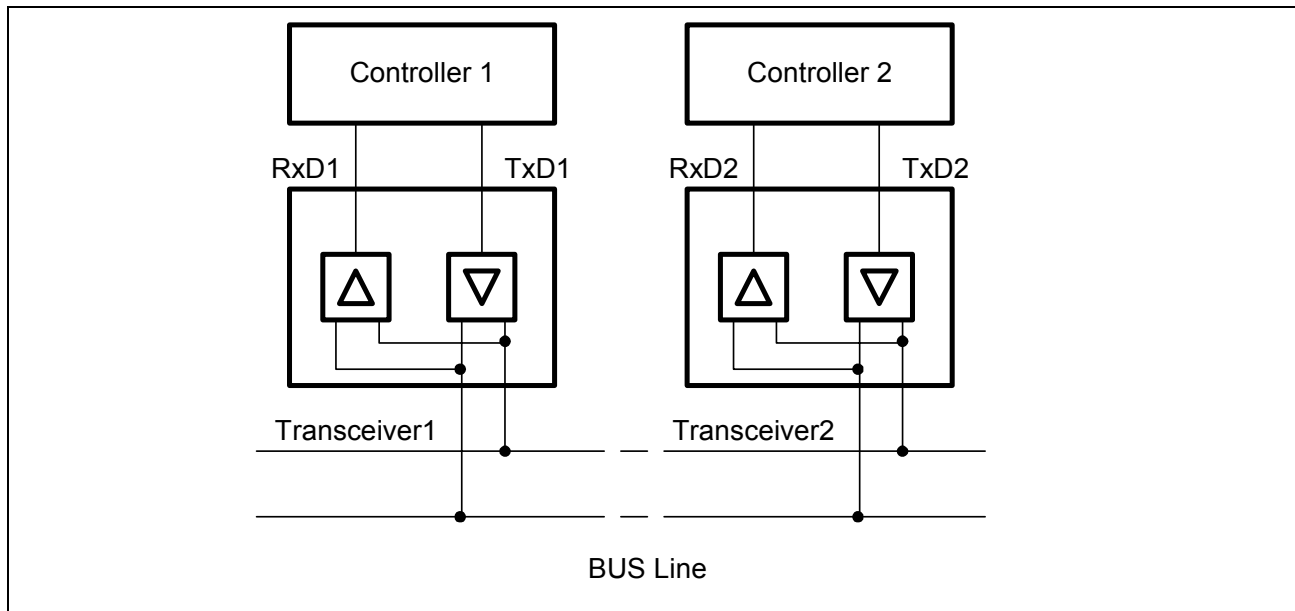 Controller 1 Controller 2
RxD1 TxD1 RxD2 TxD2
Transceiver1 Transceiver2
BUS Line